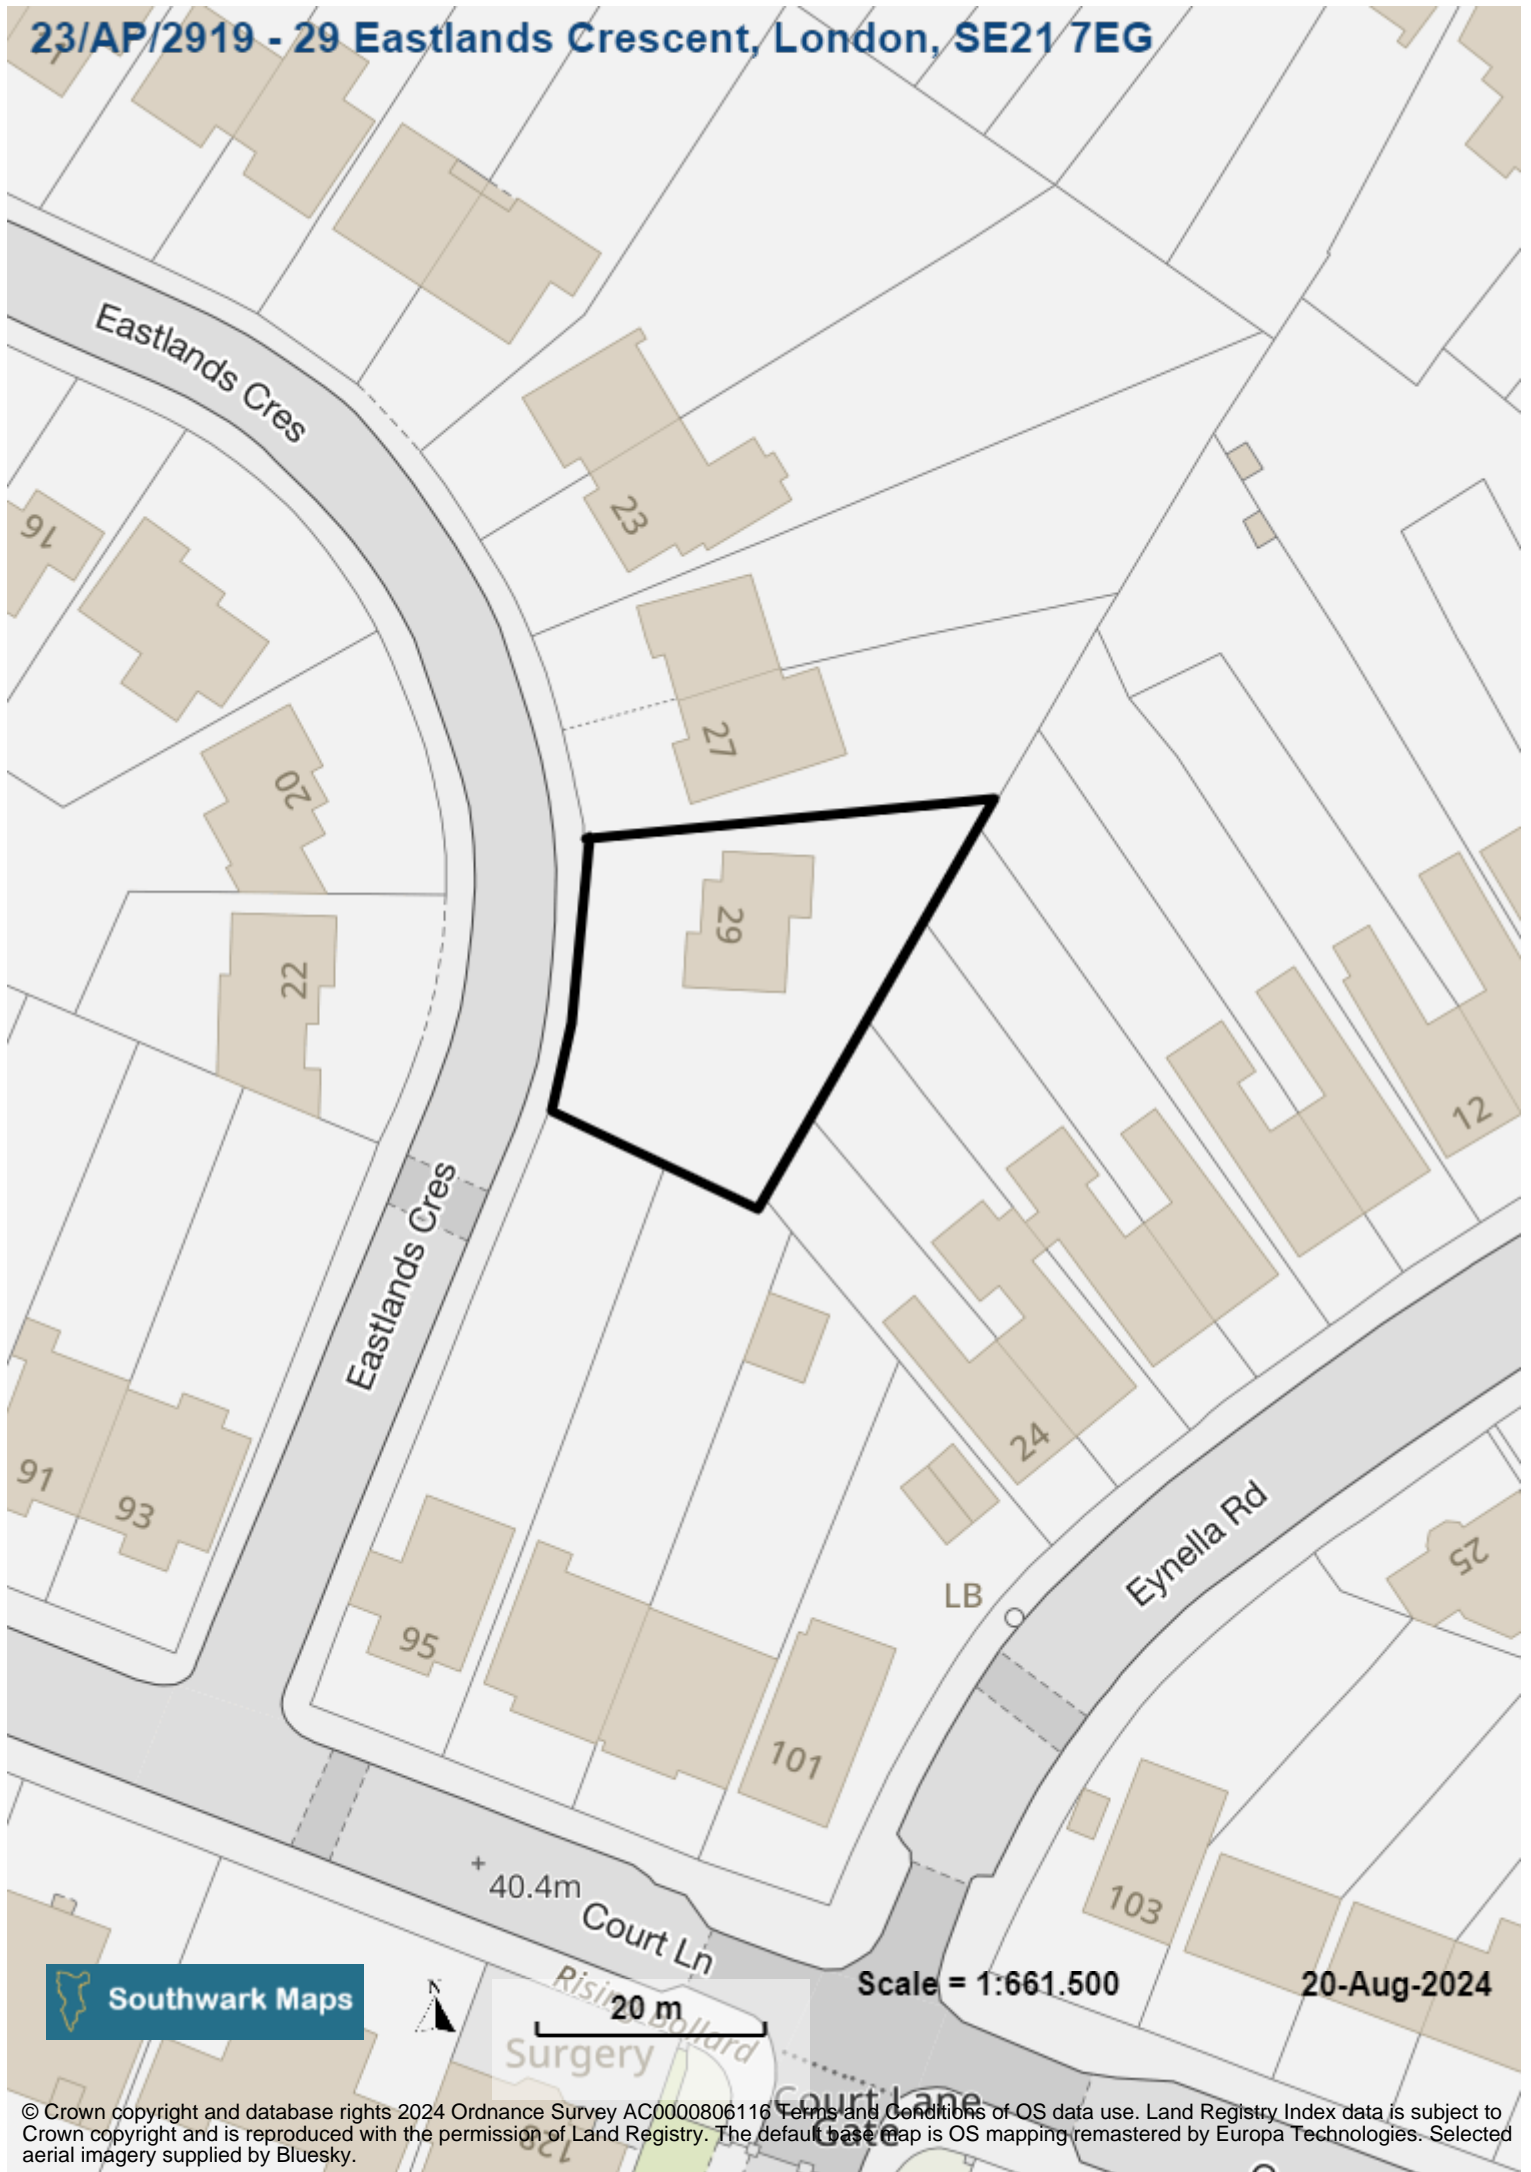 23/AP/2919 - 29 Eastlands Crescent, London, SE21 7EG
Eastlands Cres
16
23
27
20
29
22
12
Eastlands Cres
24
91
93
Eynella Rd
25
LB
95
101
103
40.4m
Court Ln
Rising Bollard
Scale = 1:661.500
20-Aug-2024
Southwark Maps
N
20 m
Surgery
Court Lane
Gate
128
© Crown copyright and database rights 2024 Ordnance Survey AC0000806116 Terms and Conditions of OS data use. Land Registry Index data is subject to
Crown copyright and is reproduced with the permission of Land Registry. The default base map is OS mapping remastered by Europa Technologies. Selected
aerial imagery supplied by Bluesky.